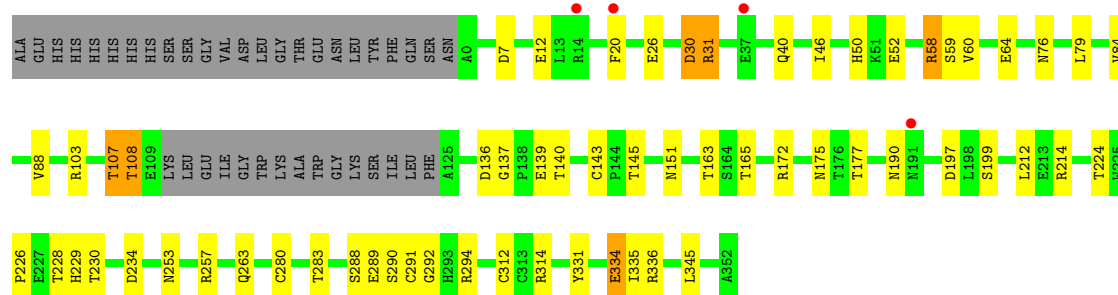 ALA GLU HIS HIS HIS HIS HIS HIS SER SER GLY VAL ASP LEU GLY THR GLU ASN LEU TYR PHE GLN SER ASN A0 D7 E12 L13 R14 F20 E26 D30 R31 E37 Q40 I46 H50 K51 E52 R58 S59 V60 E64 N76 L79 V84
V88 R103 T107 T108 E109 LYS LEU GLU ILE GLY TRP LYS ALA TRP GLY LYS SER ILE LEU PHE A125 D136 G137 P138 E139 T140 C143 P144 T145 N151 T163 S164 T165 R172 N175 T176 T177 N190 N191 D197 L198 S199 L212 E213 R214 T224 V225
P226 E227 T228 H229 T230 D234 N253 R257 Q263 C280 T283 S288 E289 S290 C291 G292 H293 R294 C312 C313 R314 Y331 E334 I335 R336 L345 A352